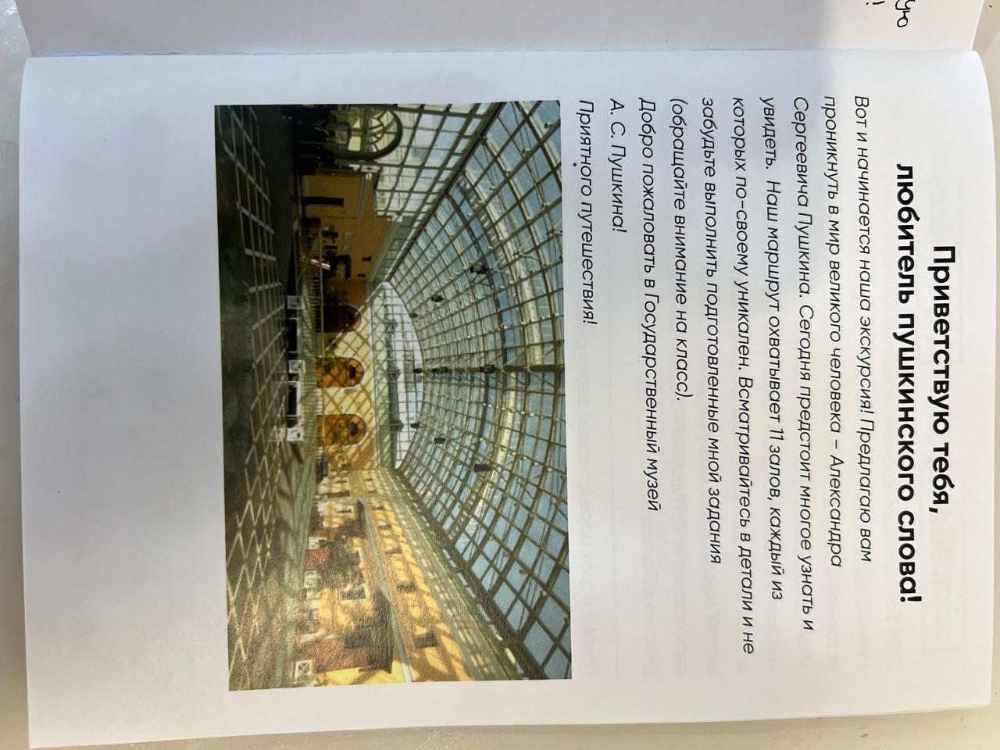 Приветствую тебя,
любитель пушкинского слова!
Вот и начинается наша экскурсия! Предлагаю вам
проникнуть в мир великого человека – Александра
Сергеевича Пушкина. Сегодня предстоит многое узнать и
увидеть. Наш маршрут охватывает 11 залов, каждый из
которых по-своему уникален. Всматривайтесь в детали и не
забудьте выполнить подготовленные мной задания
(обращайте внимание на класс).
Добро пожаловать в Государственный музей
А. С. Пушкина!
Приятного путешествия!